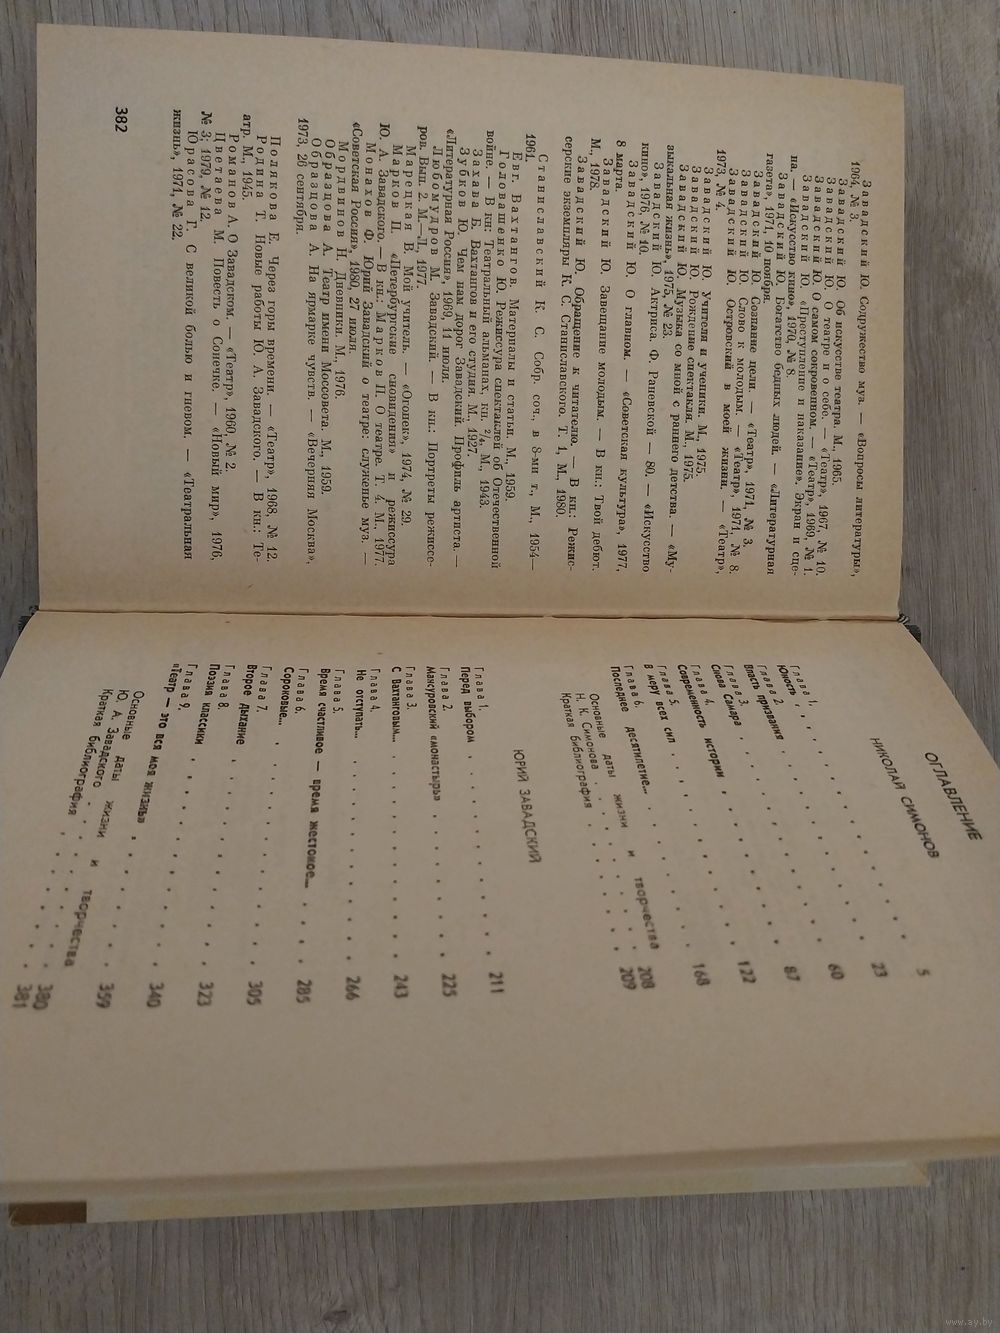 Завадский Ю. Содружество муз. — «Вопросы литературы»,
1964, № 3.
Завадский Ю. Об искусстве театра. М., 1965.
Завадский Ю. О театре и о себе. — «Театр», 1967, № 10.
Завадский Ю. О самом сокровенном. — «Театр», 1969, № 1.
Завадский Ю. «Преступление и наказание». Экран и сце-
на. — «Искусство кино», 1970, № 8.
Завадский Ю. Богатство бедных людей. — «Литературная
газета», 1971, 10 ноября.
Завадский Ю. Сознание цели. — «Театр», 1971, № 3.
Завадский Ю. Слово к молодым. — «Театр», 1971, № 8.
Завадский Ю. Островский в моей жизни. — «Театр»,
1973, № 4.
Завадский Ю. Учителя и ученики. М., 1975.
Завадский Ю. Рождение спектакля. М., 1975.
Завадский Ю. Музыка со мной с раннего детства. — «Му-
зыкальная жизнь», 1975, № 23.
Завадский Ю. Актриса. Ф. Раневской — 80, — «Искусство
кино», 1976, № 10.
Завадский Ю. О главном. — «Советская культура», 1977,
8 марта.
Завадский Ю. Завещание молодым. — В кн.: Твой дебют.
М., 1978.
Завадский Ю. Обращение к читателю. — В кн.: Режис-
серские экземпляры К. С. Станиславского. Т. 1, М., 1980.
Станиславский К. С. Собр. соч., в 8-ми т., М., 1954—
1961.
Евг. Вахтангов. Материалы и статьи. М., 1959.
Головашенко Ю. Режиссура спектаклей об Отечественной
войне. — В кн: Театральный альманах, кн. 2/4, М., 1943.
Захава Б. Вахтангов и его студия. М., 1927.
Зубков Ю. Чем нам дорог Завадский. Профиль артиста. —
«Литературная Россия», 1969, 11 июля.
Любомудров М. Завадский. — В кн.: Портреты режиссе-
ров. Вып. 2. М.—Л. 1977.
Марецкая В. Мой учитель. — «Огонек», 1974, № 29.
Марков П. «Петербургские сновидения» и режиссура
Ю. А. Завадского. — В кн.: Марков П. О театре. Т. 4. М., 1977.
Монахов Ф. Юрий Завадский о театре: служенье муз. —
«Советская Россия», 1980, 27 июля.
Мордвинов Н. Дневники. М., 1976.
Образцова А. Театр имени Моссовета. М., 1959.
Образцова А. На ярмарке чувств. — «Вечерняя Москва»,
1973, 26 сентября.
Полякова Е. Через горы времени. — «Театр», 1968, № 12.
Родина Т. Новые работы Ю. А. Завадского. — В кн.: Те-
атр. М., 1945.
Романов А. О Завадском. — «Театр», 1960, № 2.
Цветаева М. Повесть о Сонечке. — «Новый мир», 1976,
№ 3; 1979, № 12.
Юрасова Г. С великой болью и гневом. — «Театральная
жизнь», 1971, № 22.
382
ОГЛАВЛЕНИЕ
НИКОЛАЙ СИМОНОВ
5
Глава 1.
Юность . . . . . . . . . . 23
Глава 2.
Власть призвания . . . . . . . . 60
Глава 3.
Снова Самара . . . . . . . . . 87
Глава 4.
Современность истории . . . . . . . 122
Глава 5.
В меру всех сил . . . . . . . . 168
Глава 6.
Последнее десятилетие... . . . . . .
Основные даты жизни и творчества
Н. К. Симонова . . . . . . . 208
Краткая библиография . . . . . . 209
ЮРИЙ ЗАВАДСКИЙ
Глава 1.
Перед выбором . . . . . . . . 211
Глава 2.
Мансуровский «монастырь» . . . . . . 225
Глава 3.
С Вахтанговым... . . . . . . . . 243
Глава 4.
Не отступать... . . . . . . . . 266
Глава 5.
Время счастливое — время жестокое... . . . 285
Глава 6.
Сороковые... . . . . . . . . . 305
Глава 7.
Второе дыхание . . . . . . . . 323
Глава 8.
Поэзия классики . . . . . . . . 340
Глава 9.
«Театр — это вся моя жизнь» . . . . . . 359
Основные даты жизни и творчества
Ю. А. Завадского . . . . . . . 380
Краткая библиография . . . . . . 381
www.ay.by